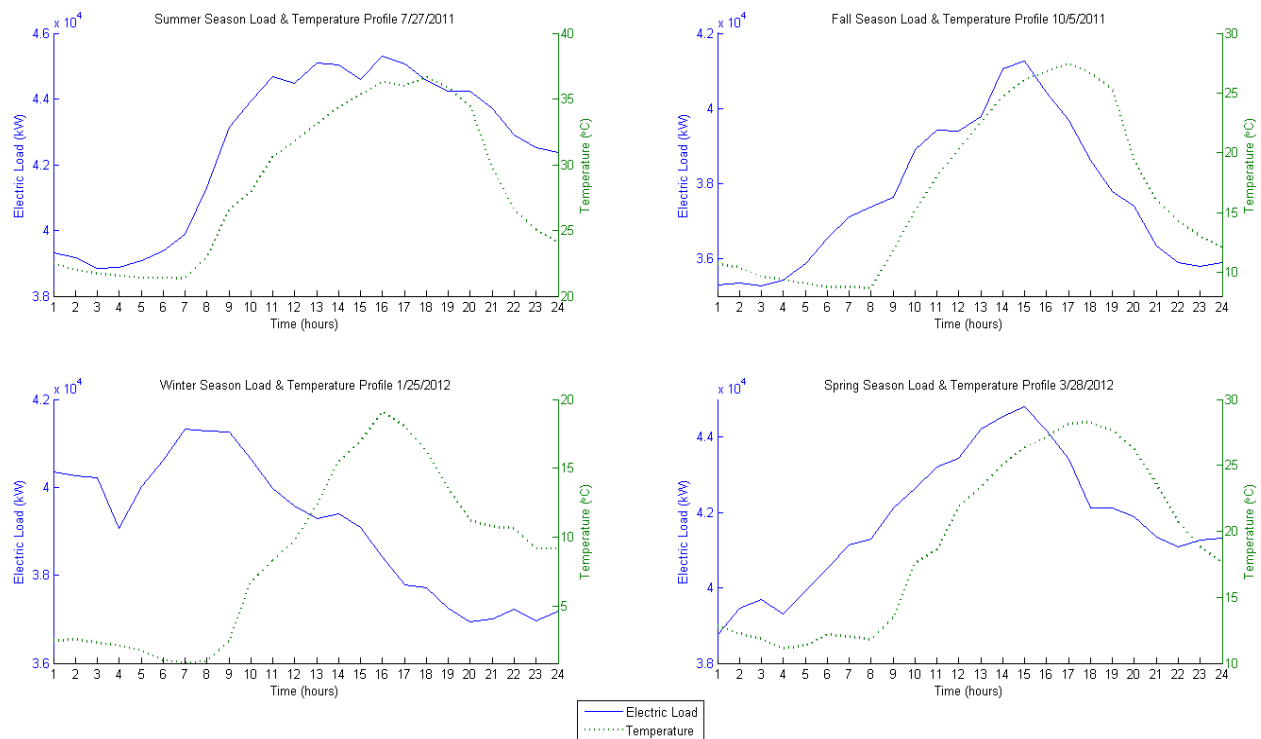 Summer Season Load & Temperature Profile 7/27/2011
x 10⁴
4.6
4.4
4.2
4
3.8
Electric Load (kW)
40
35
30
25
20
Temperature (ºC)
1 2 3 4 5 6 7 8 9 10 11 12 13 14 15 16 17 18 19 20 21 22 23 24
Time (hours)
Fall Season Load & Temperature Profile 10/5/2011
x 10⁴
4.2
4
3.8
3.6
Electric Load (kW)
30
25
20
15
10
Temperature (ºC)
1 2 3 4 5 6 7 8 9 10 11 12 13 14 15 16 17 18 19 20 21 22 23 24
Time (hours)
Winter Season Load & Temperature Profile 1/25/2012
x 10⁴
4.2
4
3.8
3.6
Electric Load (kW)
20
15
10
5
Temperature (ºC)
1 2 3 4 5 6 7 8 9 10 11 12 13 14 15 16 17 18 19 20 21 22 23 24
Time (hours)
Spring Season Load & Temperature Profile 3/28/2012
x 10⁴
4.4
4.2
4
3.8
Electric Load (kW)
30
25
20
15
10
Temperature (ºC)
1 2 3 4 5 6 7 8 9 10 11 12 13 14 15 16 17 18 19 20 21 22 23 24
Time (hours)
Electric Load
Temperature